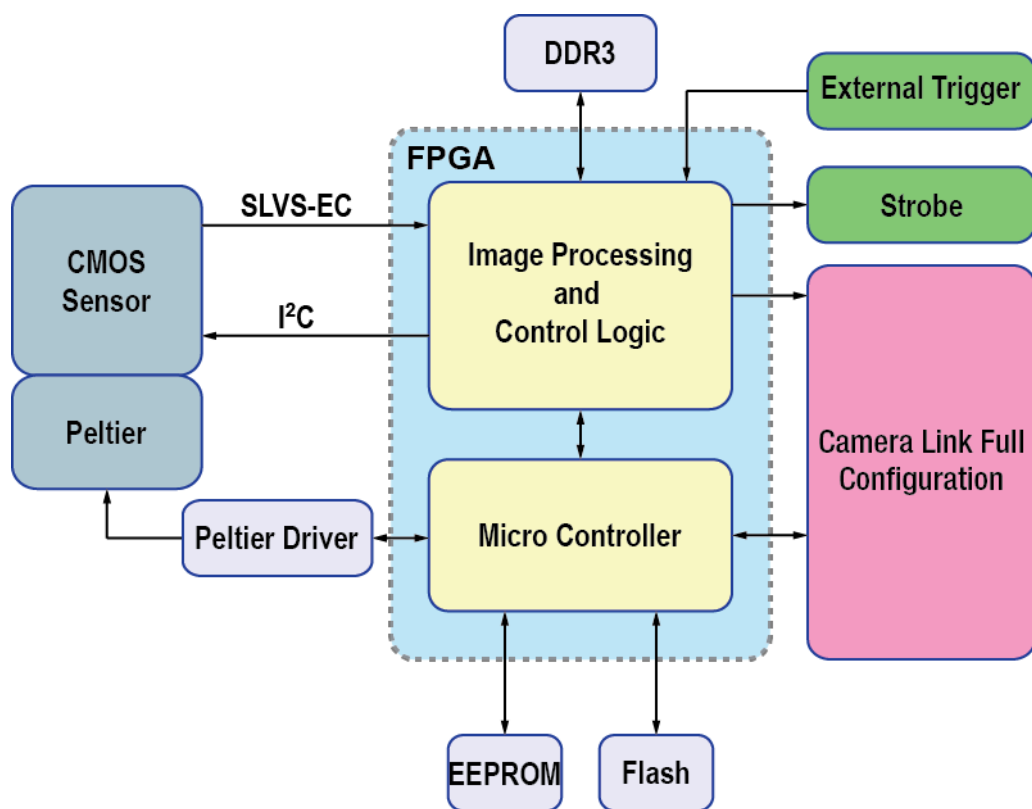 DDR3
External Trigger
FPGA
SLVS-EC
Strobe
CMOS
Sensor
Image Processing
and
Control Logic
I²C
Peltier
Camera Link Full
Configuration
Peltier Driver
Micro Controller
EEPROM
Flash